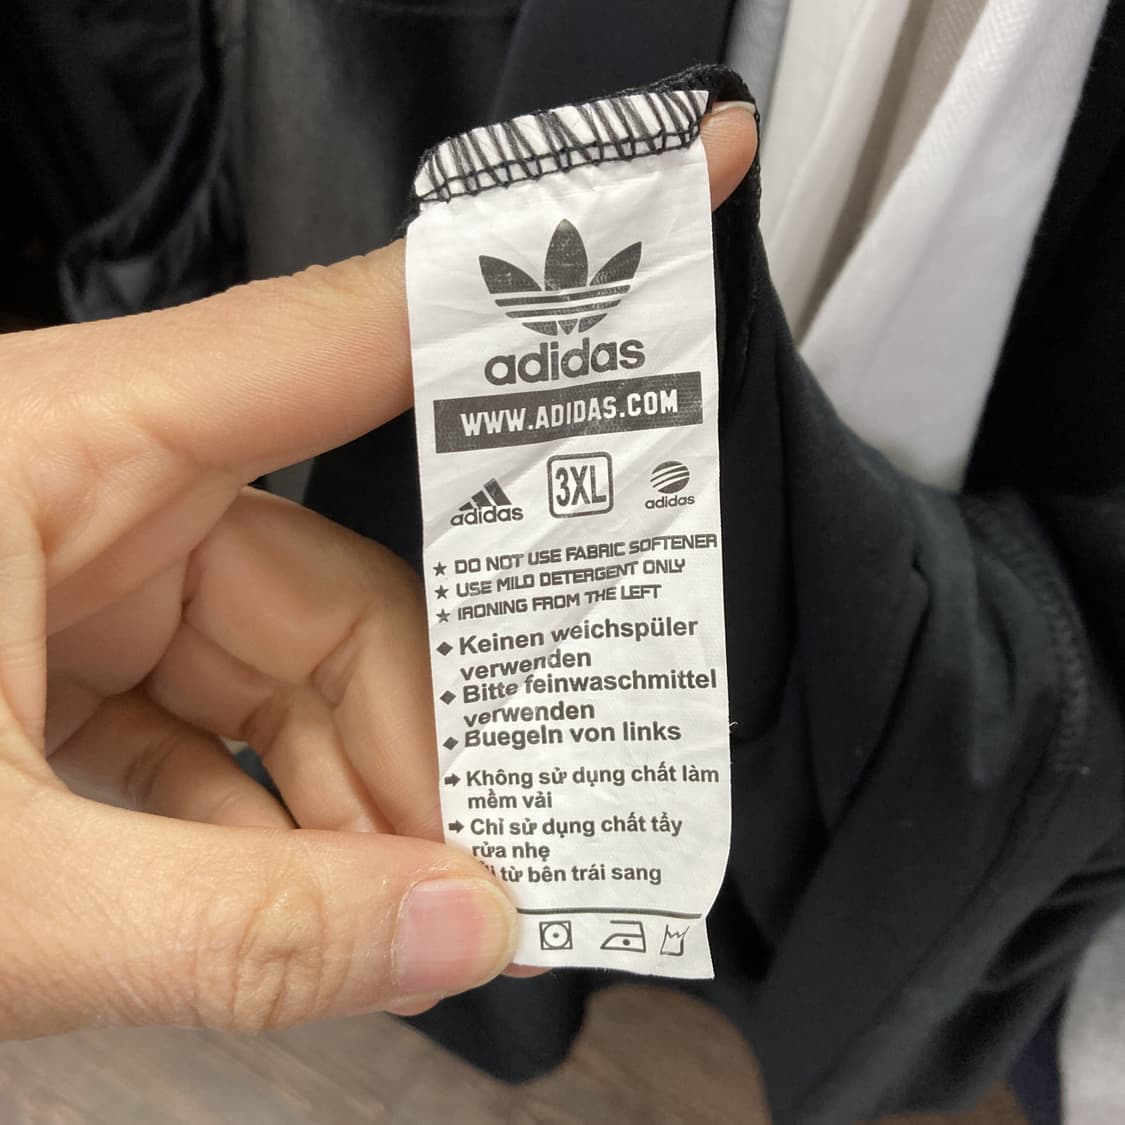 adidas
WWW.ADIDAS.COM
adidas 3XL adidas
★ DO NOT USE FABRIC SOFTENER
★ USE MILD DETERGENT ONLY
★ IRONING FROM THE LEFT
◆ Keinen weichspüler
verwenden
◆ Bitte feinwaschmittel
verwenden
◆ Buegeln von links
➔ Không sử dụng chất làm
mềm vải
➔ Chỉ sử dụng chất tẩy
rửa nhẹ
từ bên trái sang